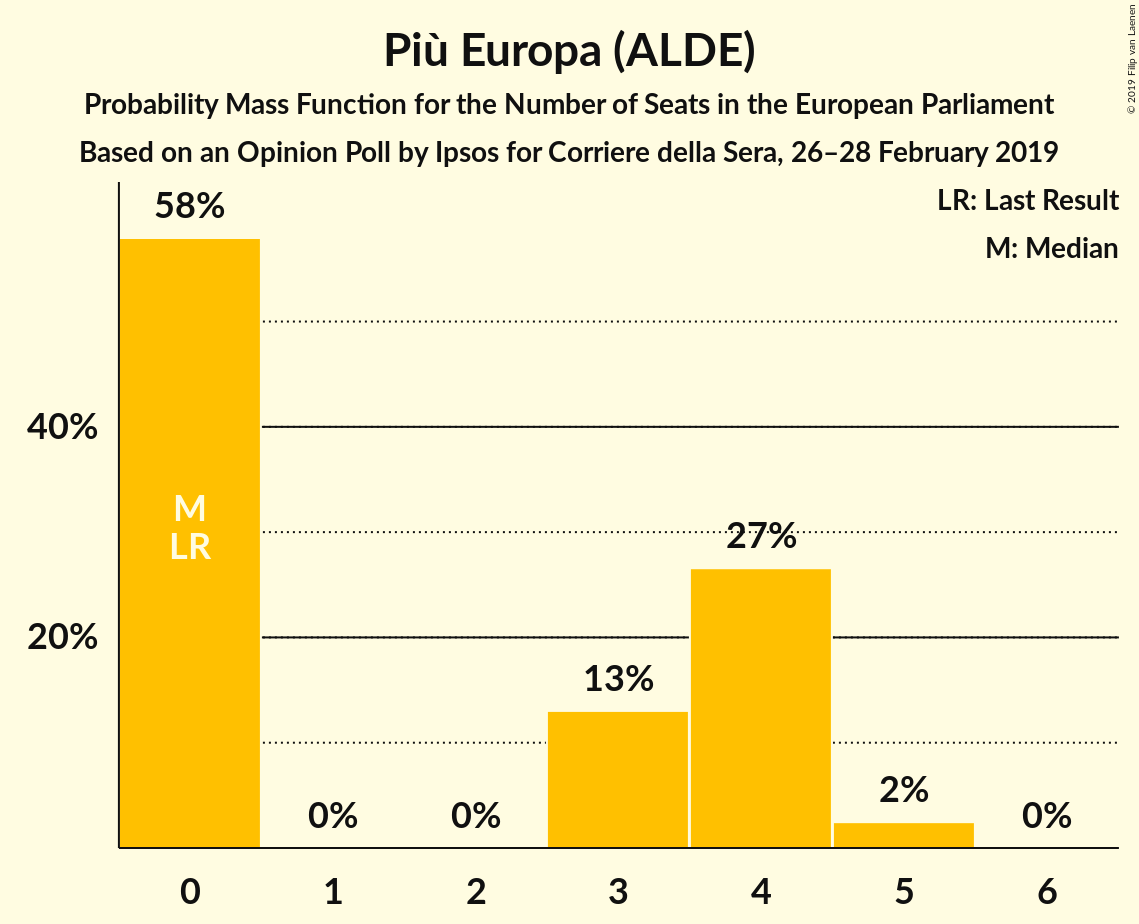 Più Europa (ALDE)
Probability Mass Function for the Number of Seats in the European Parliament
Based on an Opinion Poll by Ipsos for Corriere della Sera, 26–28 February 2019
© 2019 Filip van Laenen
LR: Last Result
M: Median
58%
40%
M
LR
27%
20%
13%
2%
0%
0%
0%
0
1
2
3
4
5
6